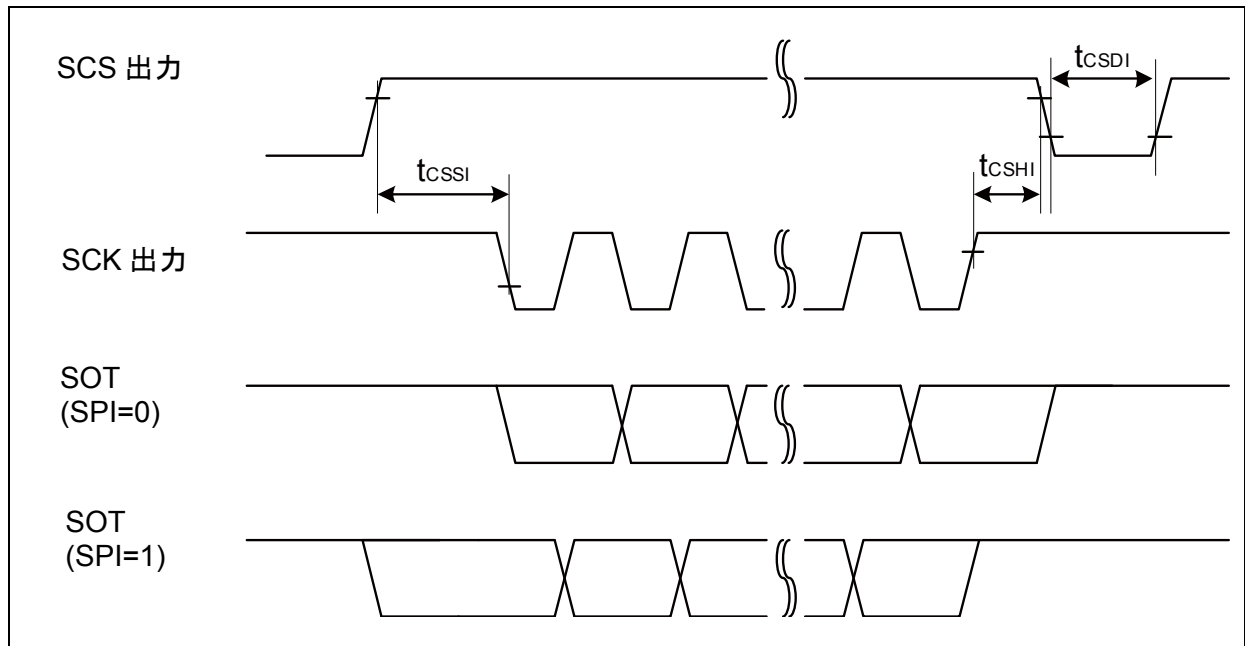 SCS 出力
tCSDI
tCSSI
tCSHI
SCK 出力
SOT
(SPI=0)
SOT
(SPI=1)